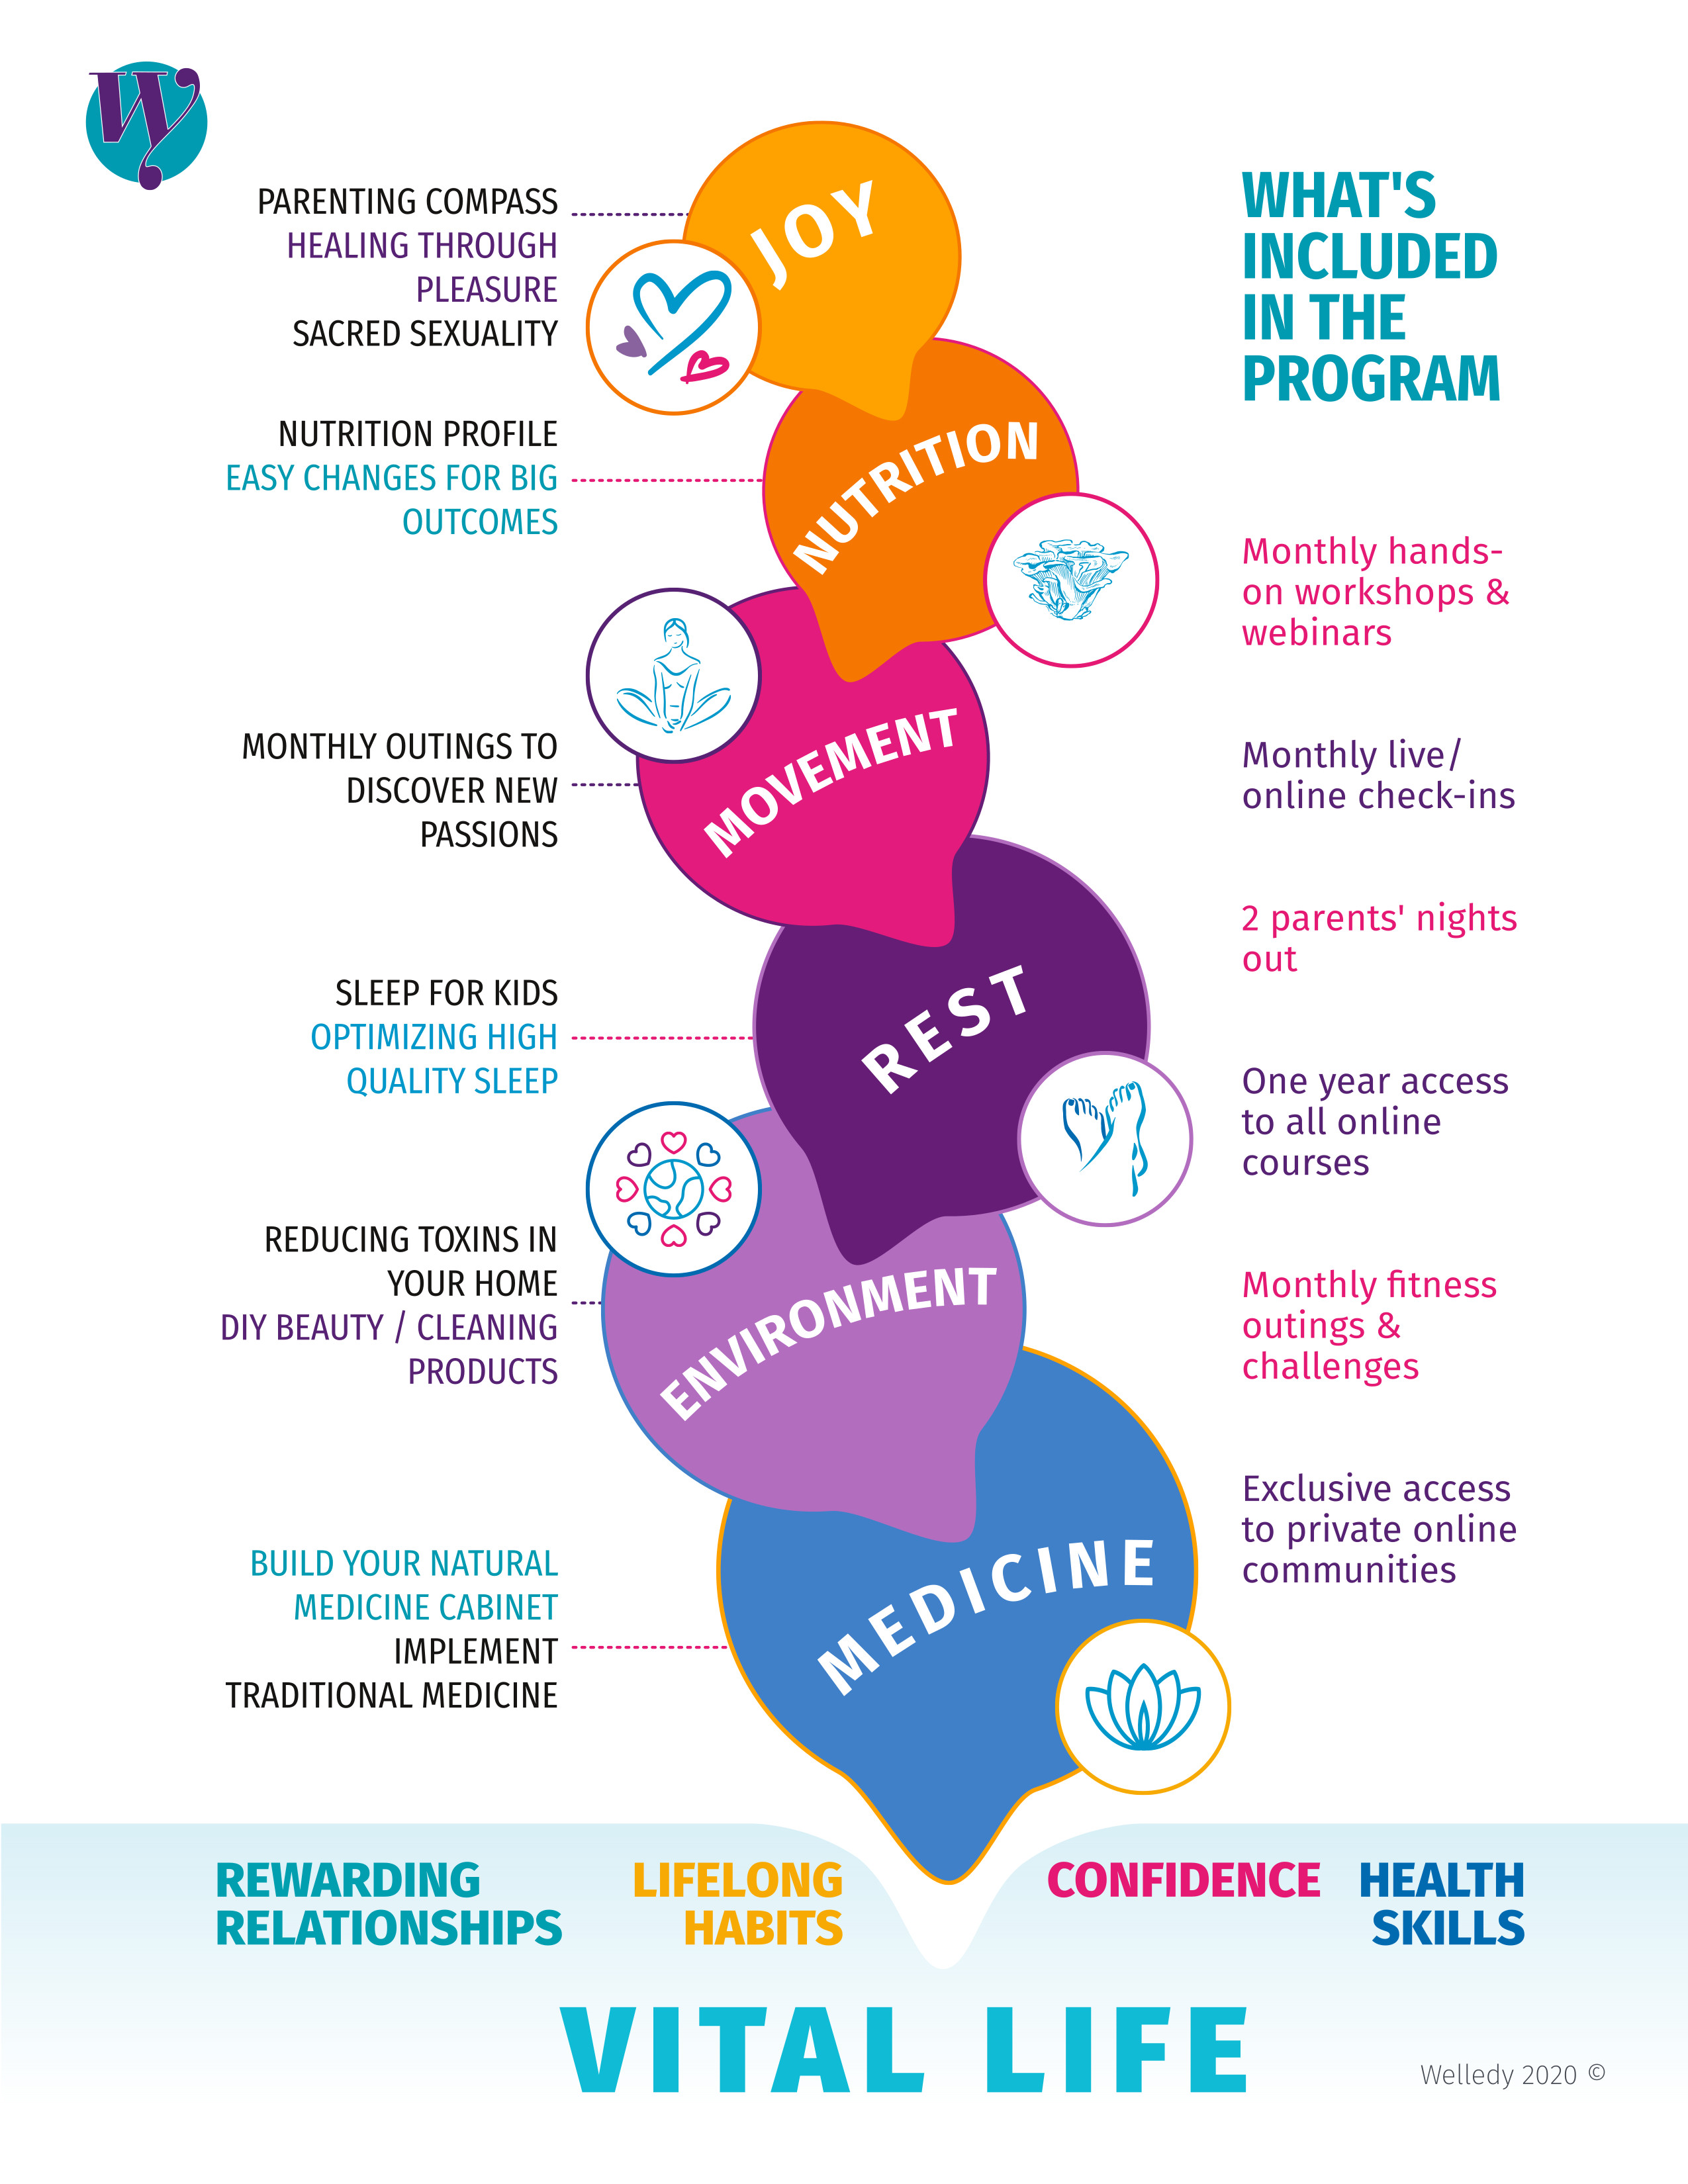 W
PARENTING COMPASS
HEALING THROUGH
PLEASURE
SACRED SEXUALITY
JOY
NUTRITION PROFILE
EASY CHANGES FOR BIG
OUTCOMES
NUTRITION
MONTHLY OUTINGS TO
DISCOVER NEW
PASSIONS
MOVEMENT
SLEEP FOR KIDS
OPTIMIZING HIGH
QUALITY SLEEP
REST
REDUCING TOXINS IN
YOUR HOME
DIY BEAUTY / CLEANING
PRODUCTS
ENVIRONMENT
BUILD YOUR NATURAL
MEDICINE CABINET
IMPLEMENT
TRADITIONAL MEDICINE
MEDICINE
WHAT'S
INCLUDED
IN THE
PROGRAM
Monthly hands-
on workshops &
webinars
Monthly live/
online check-ins
2 parents' nights
out
One year access
to all online
courses
Monthly fitness
outings &
challenges
Exclusive access
to private online
communities
REWARDING
RELATIONSHIPS
LIFELONG
HABITS
CONFIDENCE
HEALTH
SKILLS
VITAL LIFE
Welledy 2020 ©